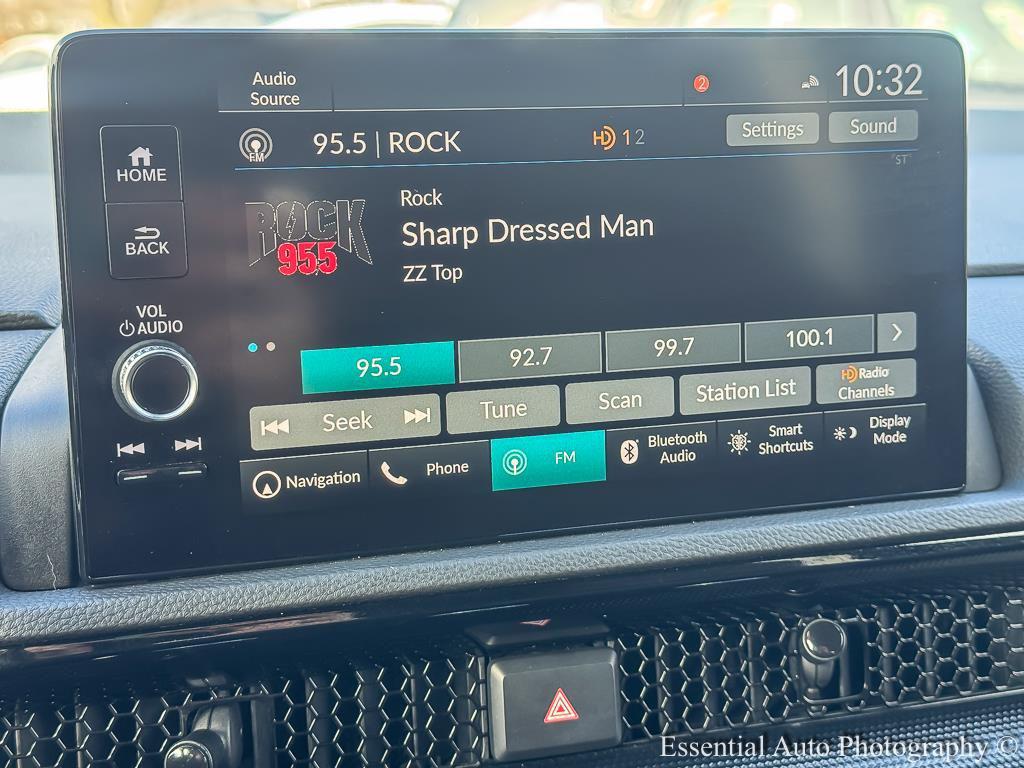 Audio
Source
2
10:32
FM
95.5 | ROCK
HD 1 2
Settings
Sound
ST
HOME
BACK
VOL
AUDIO
ROCK
955
Rock
Sharp Dressed Man
ZZ Top
95.5
92.7
99.7
100.1
>
Seek
Tune
Scan
Station List
HD Radio
Channels
Navigation
Phone
FM
Bluetooth
Audio
Smart
Shortcuts
Display
Mode
Essential Auto Photography ©